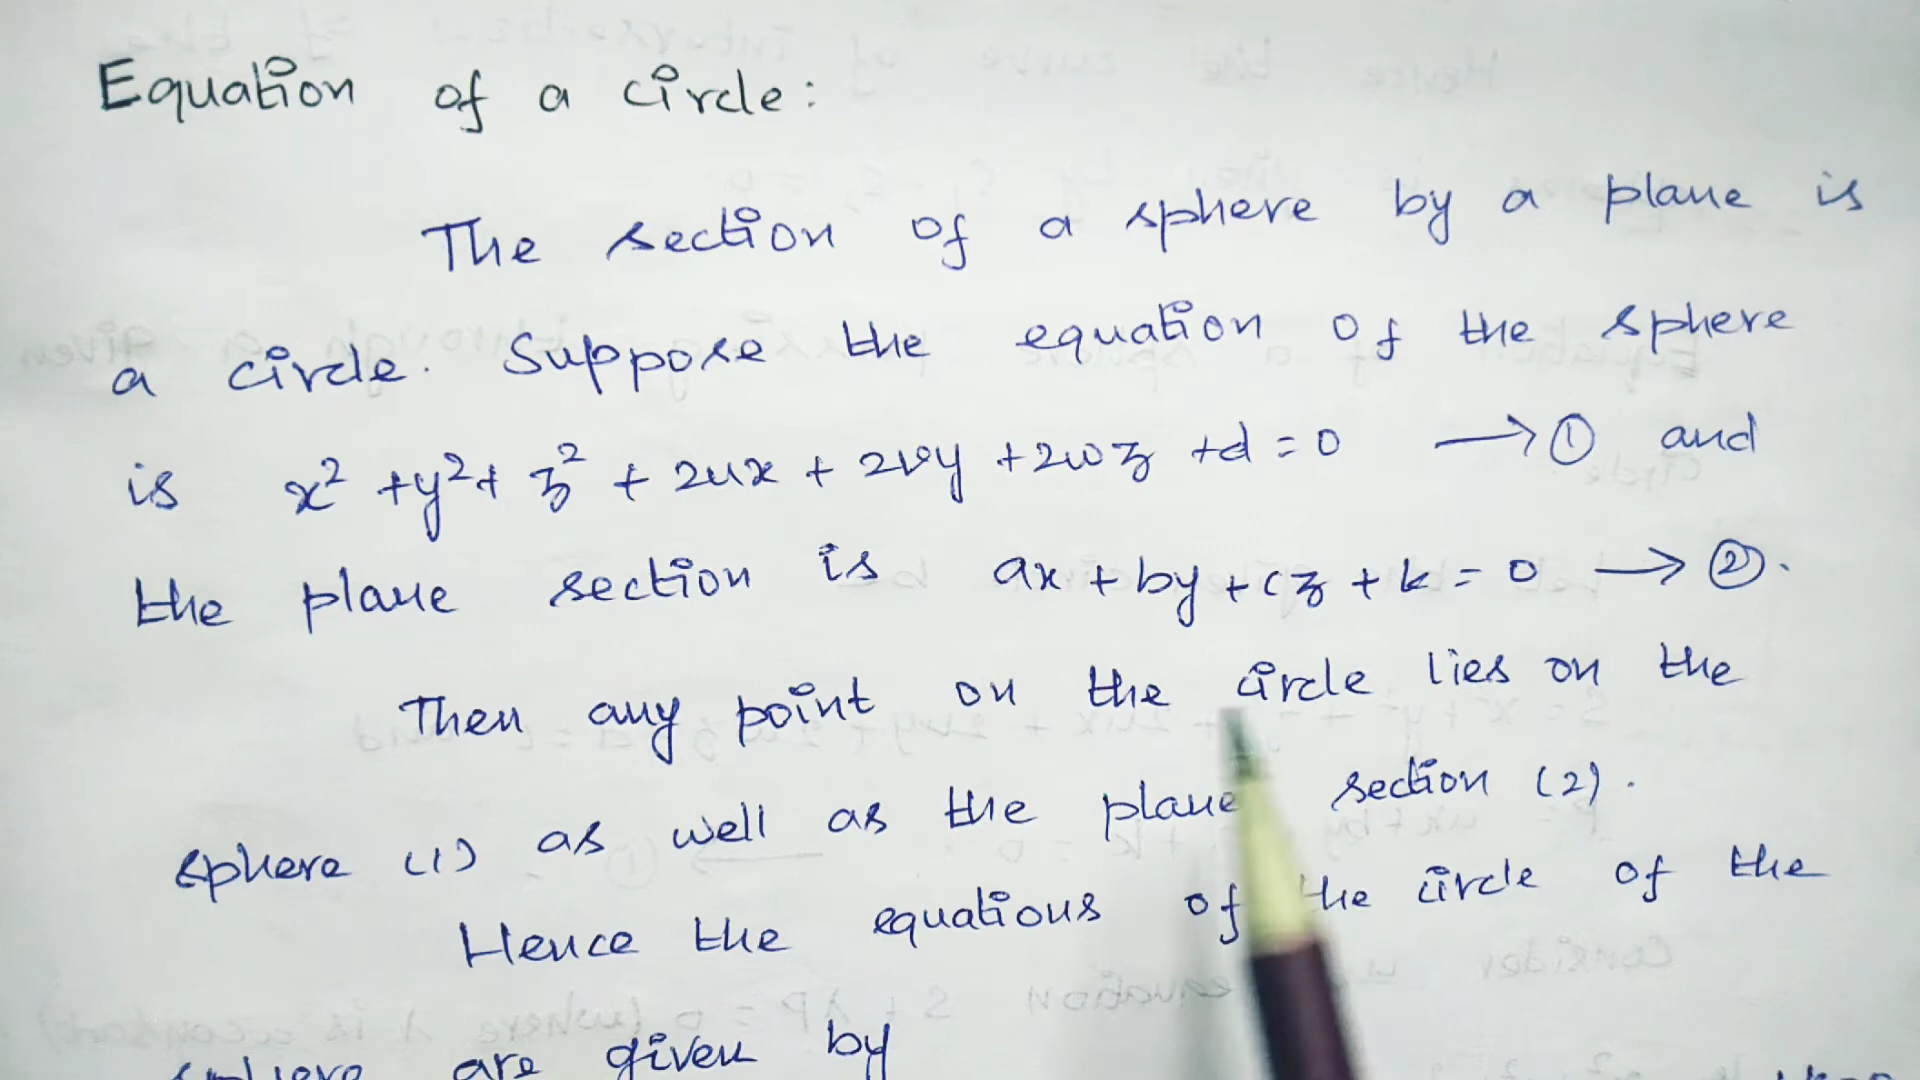 Equation of a circle:
The section of a sphere by a plane is
a circle. Suppose the equation of the sphere
is x² + y² + z² + 2ux + 2vy + 2wz + d = 0 → ① and
the plane section is ax + by + cz + k = 0 → ②.
Then any point on the circle lies on the
sphere (1) as well as the plane section (2).
Hence the equations of the circle of the
sphere are given by